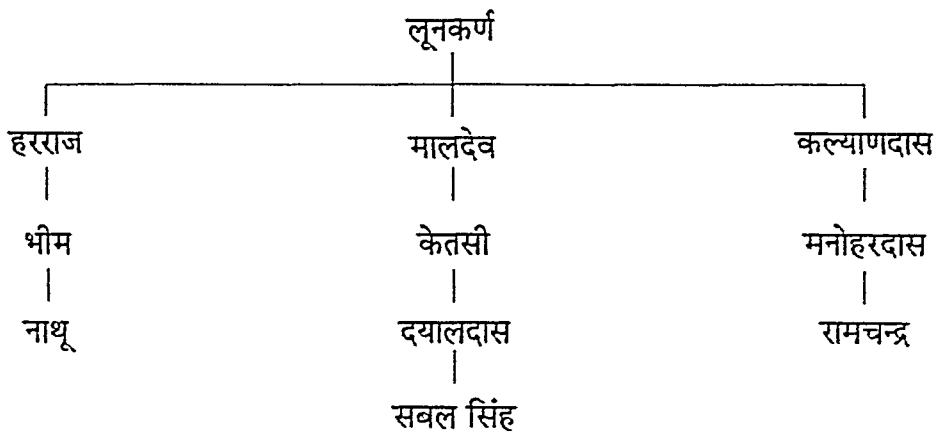 लूनकर्ण
हरराज मालदेव कल्याणदास
भीम केतसी मनोहरदास
नाथू दयालदास रामचन्द्र
सबल सिंह